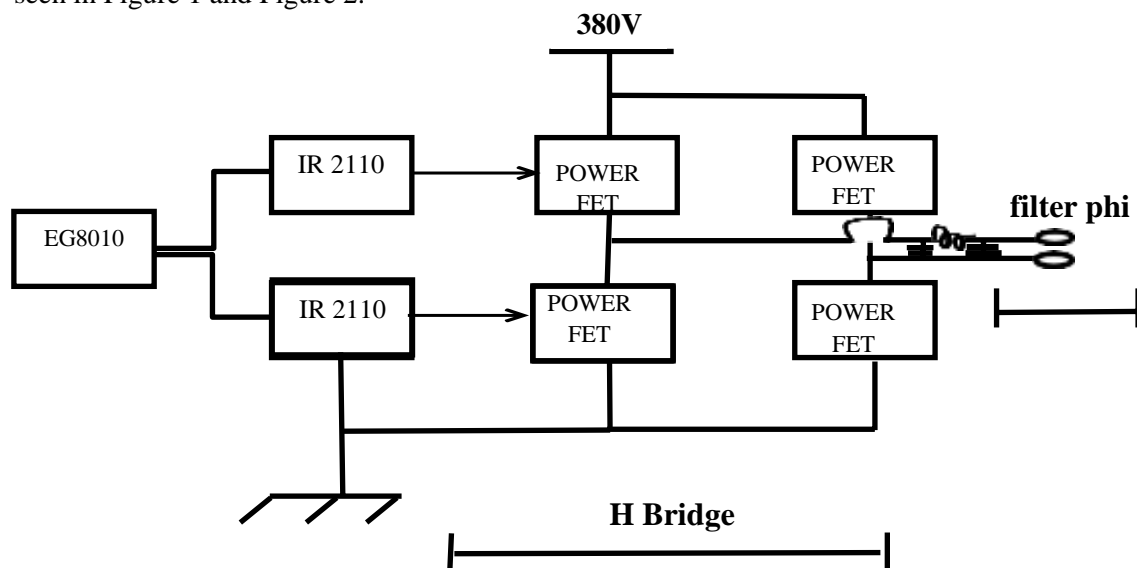 seen in Figure 1 and Figure 2.
380V
IR 2110
POWER
FET
POWER
FET
filter phi
EG8010
IR 2110
POWER
FET
POWER
FET
H Bridge